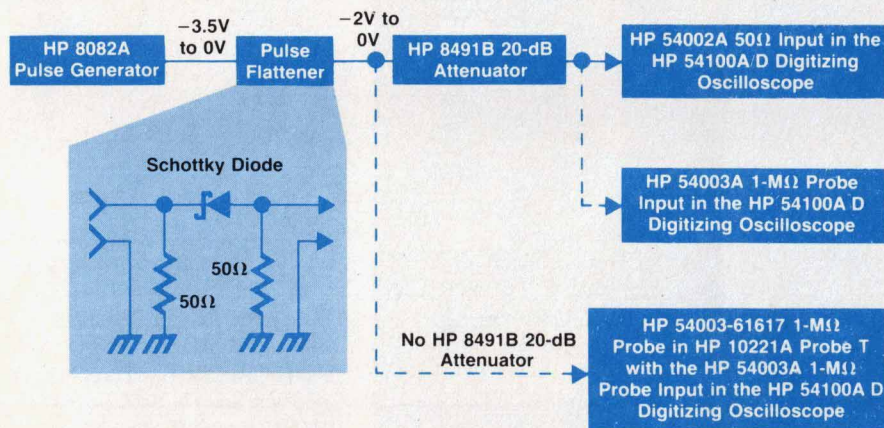 −3.5V
to 0V
−2V to
0V
HP 8082A
Pulse Generator
Pulse
Flattener
HP 8491B 20-dB
Attenuator
HP 54002A 50Ω Input in the
HP 54100A/D Digitizing
Oscilloscope
Schottky Diode
50Ω
50Ω
HP 54003A 1-MΩ Probe
Input in the HP 54100A/D
Digitizing Oscilloscope
No HP 8491B 20-dB
Attenuator
HP 54003-61617 1-MΩ
Probe in HP 10221A Probe T
with the HP 54003A 1-MΩ
Probe Input in the HP 54100A/D
Digitizing Oscilloscope